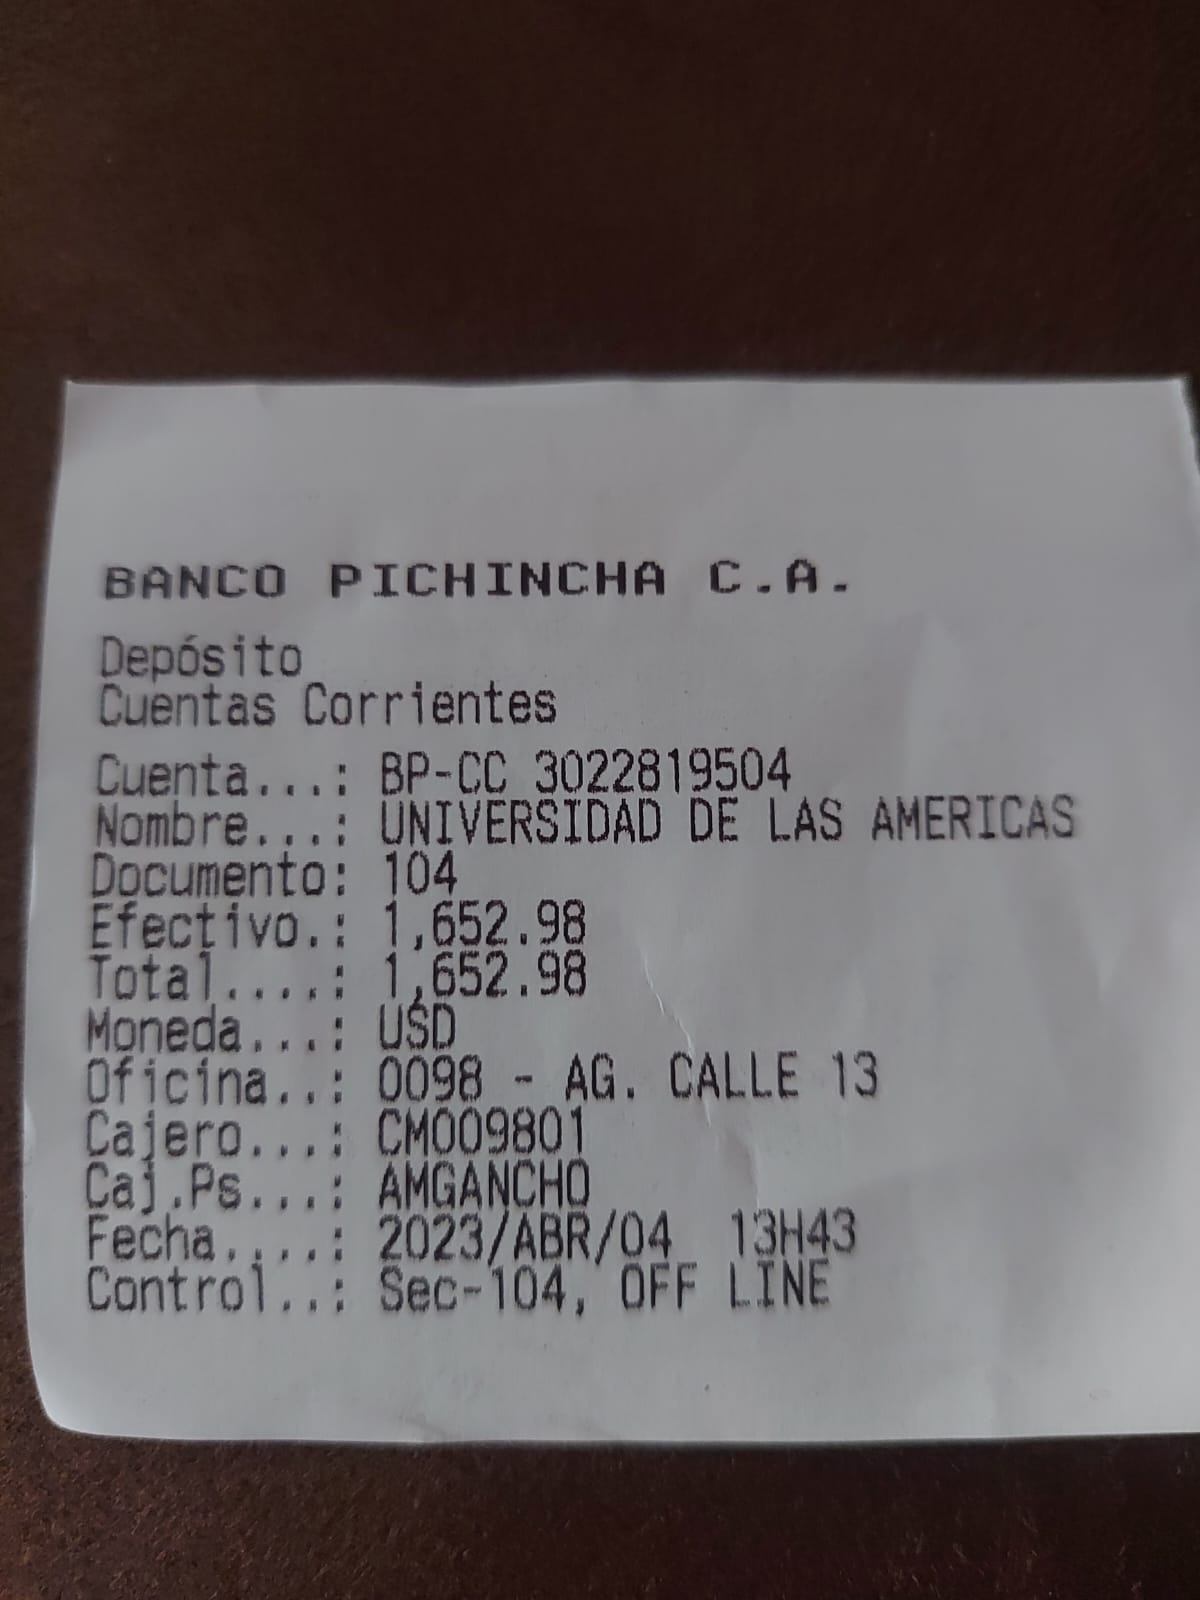 BANCO PICHINCHA C.A.
Depósito
Cuentas Corrientes
Cuenta...: BP-CC 3022819504
Nombre...: UNIVERSIDAD DE LAS AMERICAS
Documento: 104
Efectivo.: 1,652.98
Total....: 1,652.98
Moneda...: USD
Oficina..: 0098 - AG. CALLE 13
Cajero...: CM009801
Caj.Ps...: AMGANCHO
Fecha....: 2023/ABR/04  13H43
Control..: Sec-104, OFF LINE